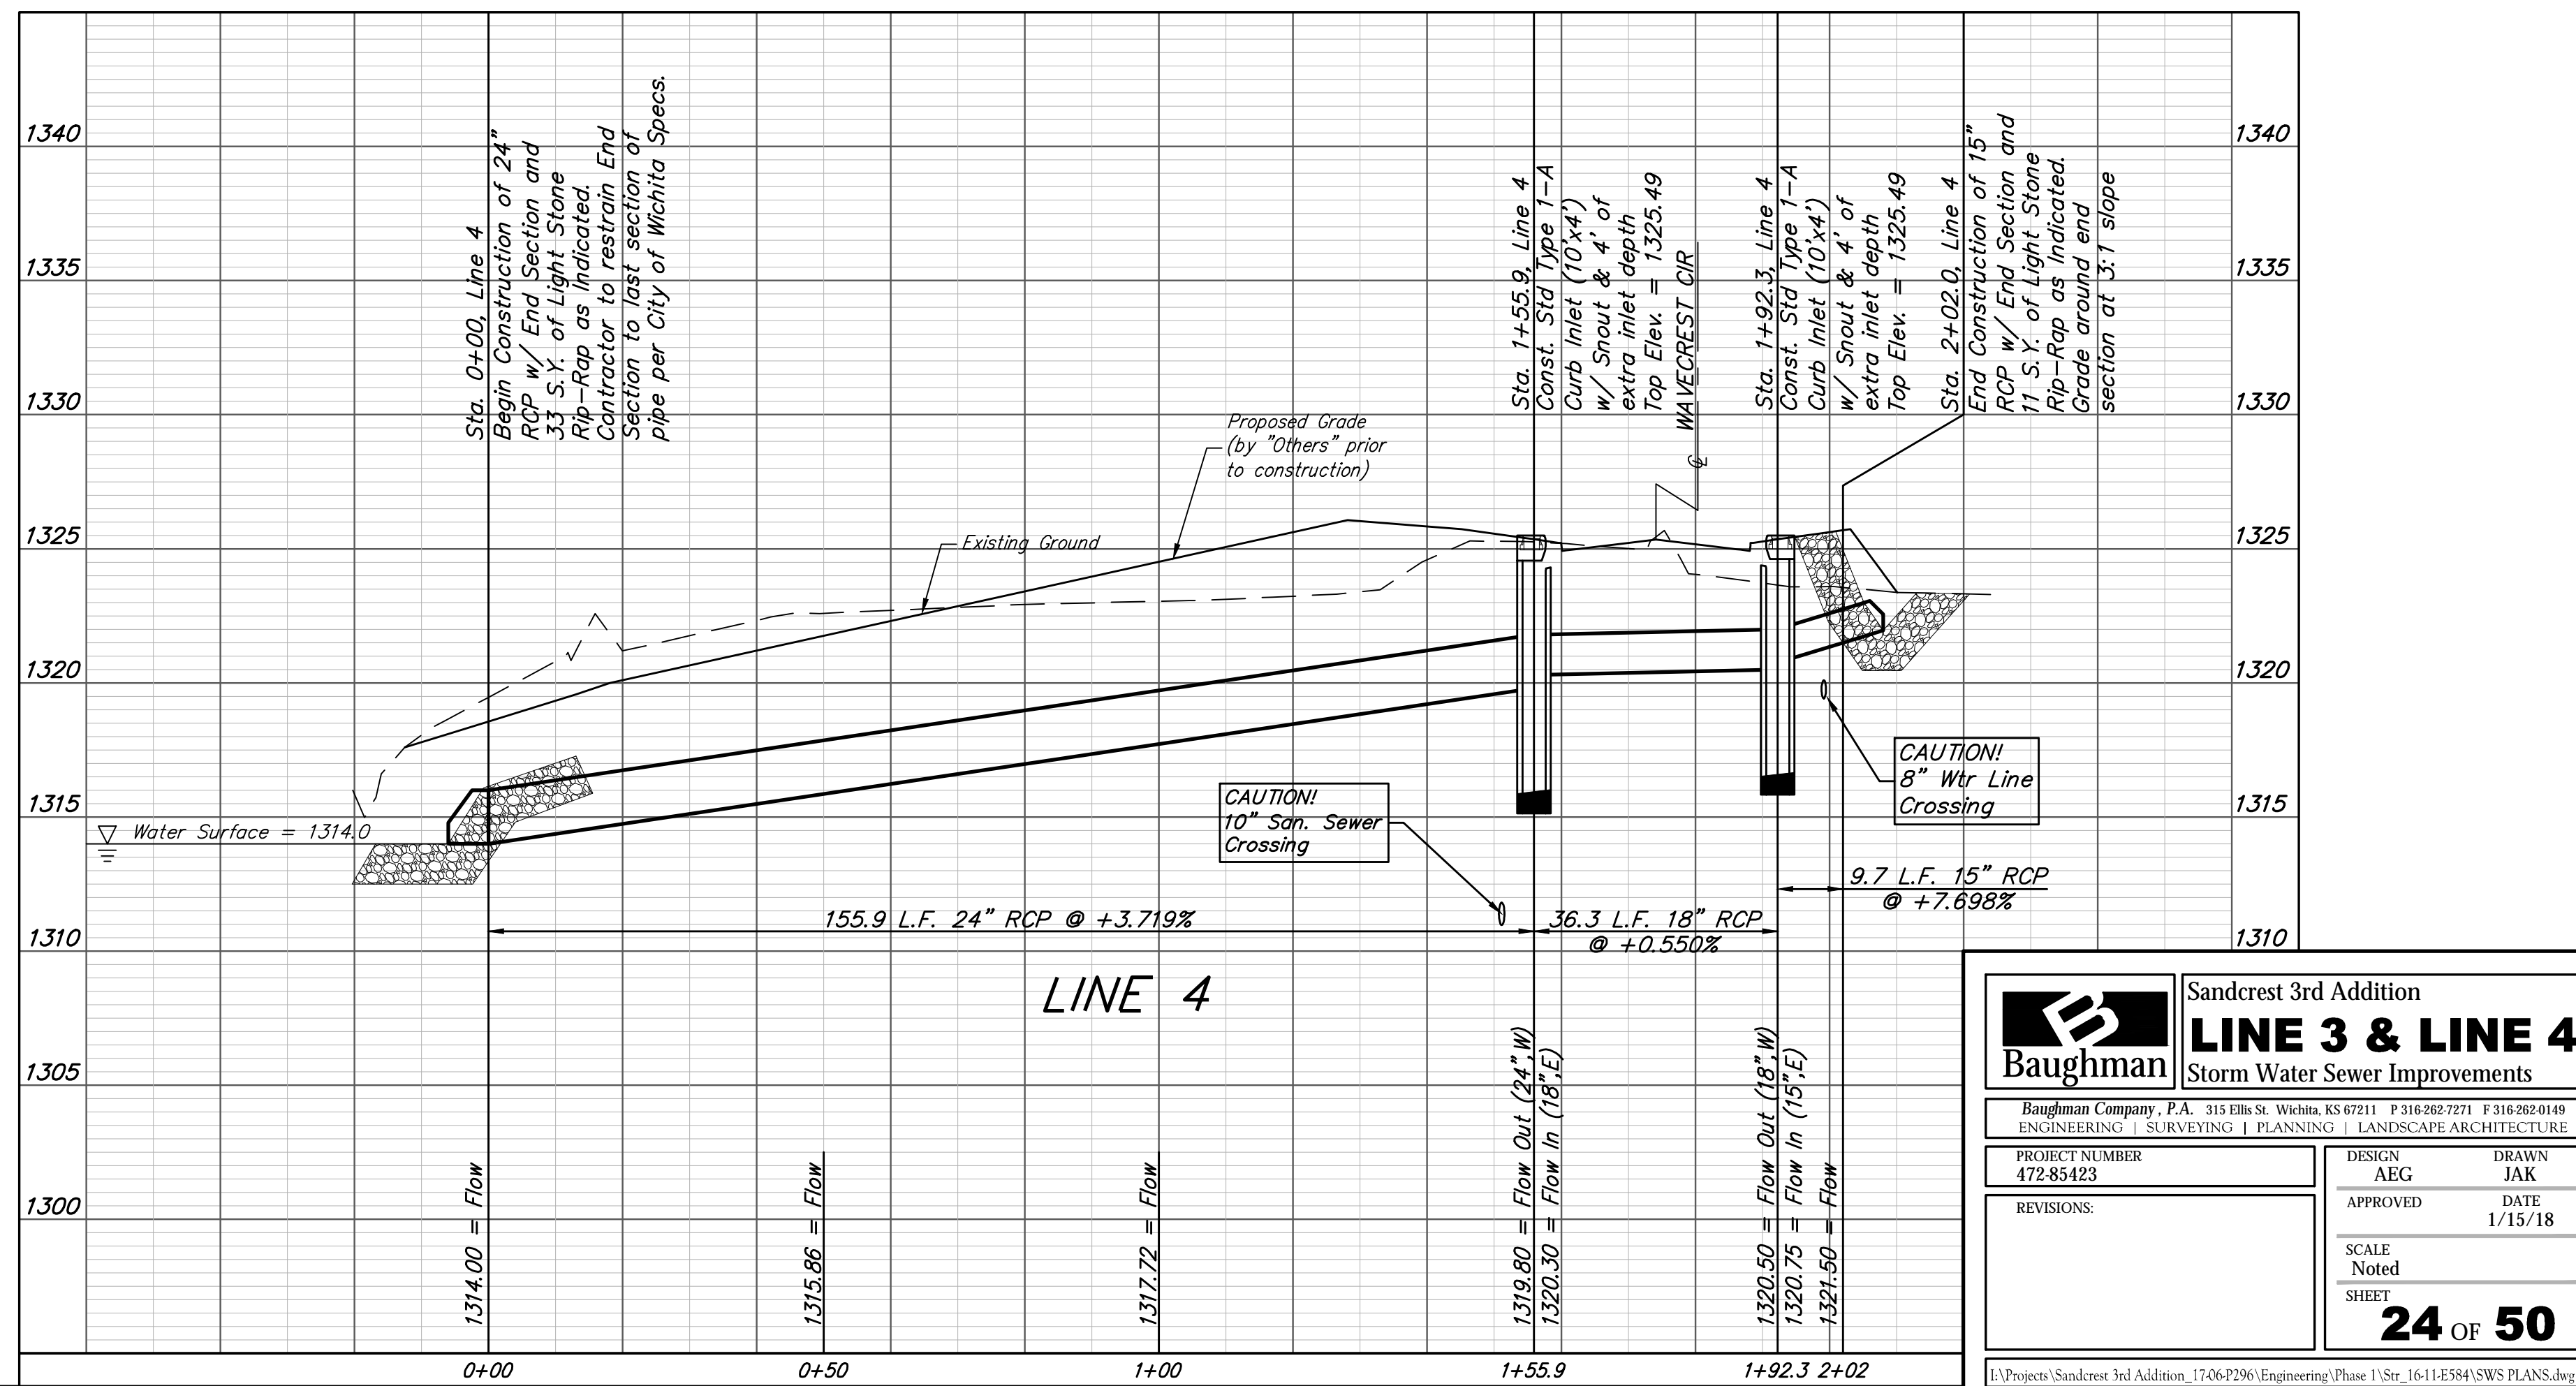 1340
1335
1330
1325
1320
1315
1310
1305
1300
Sta. 0+00, Line 4
Begin Construction of 24"
RCP w/ End Section and
33 S.Y. of Light Stone
Rip-Rap as Indicated.
Contractor to restrain End
Section to last section of
pipe per City of Wichita Specs.
Proposed Grade
(by "Others" prior
to construction)
Existing Ground
Sta. 1+55.9, Line 4
Const. Std Type 1-A
Curb Inlet (10'x4')
w/ Snout & 4' of
extra inlet depth
Top Elev. = 1325.49
WAVECREST CIR
℄
Sta. 1+92.3, Line 4
Const. Std Type 1-A
Curb Inlet (10'x4')
w/ Snout & 4' of
extra inlet depth
Top Elev. = 1325.49
Sta. 2+02.0, Line 4
End Construction of 15"
RCP w/ End Section and
11 S.Y. of Light Stone
Rip-Rap as Indicated.
Grade around end
section at 3:1 slope
1340
1335
1330
1325
1320
1315
1310
Water Surface = 1314.0
CAUTION!
10" San. Sewer
Crossing
CAUTION!
8" Wtr Line
Crossing
155.9 L.F. 24" RCP @ +3.719%
36.3 L.F. 18" RCP
@ +0.550%
9.7 L.F. 15" RCP
@ +7.698%
LINE 4
1314.00 = Flow
1315.86 = Flow
1317.72 = Flow
1319.80 = Flow Out (24",W)
1320.30 = Flow In (18",E)
1320.50 = Flow Out (18",W)
1320.75 = Flow In (15",E)
1321.50 = Flow
0+00 0+50 1+00 1+55.9 1+92.3 2+02
Baughman
Sandcrest 3rd Addition
LINE 3 & LINE 4
Storm Water Sewer Improvements
Baughman Company, P.A. 315 Ellis St. Wichita, KS 67211 P 316-262-7271 F 316-262-0149
ENGINEERING | SURVEYING | PLANNING | LANDSCAPE ARCHITECTURE
PROJECT NUMBER
472-85423
REVISIONS:
DESIGN
AEG
DRAWN
JAK
APPROVED
DATE
1/15/18
SCALE
Noted
SHEET
24 OF 50
I:\Projects\Sandcrest 3rd Addition_17-06-P296\Engineering\Phase 1\Str_16-11-E584\SWS PLANS.dwg